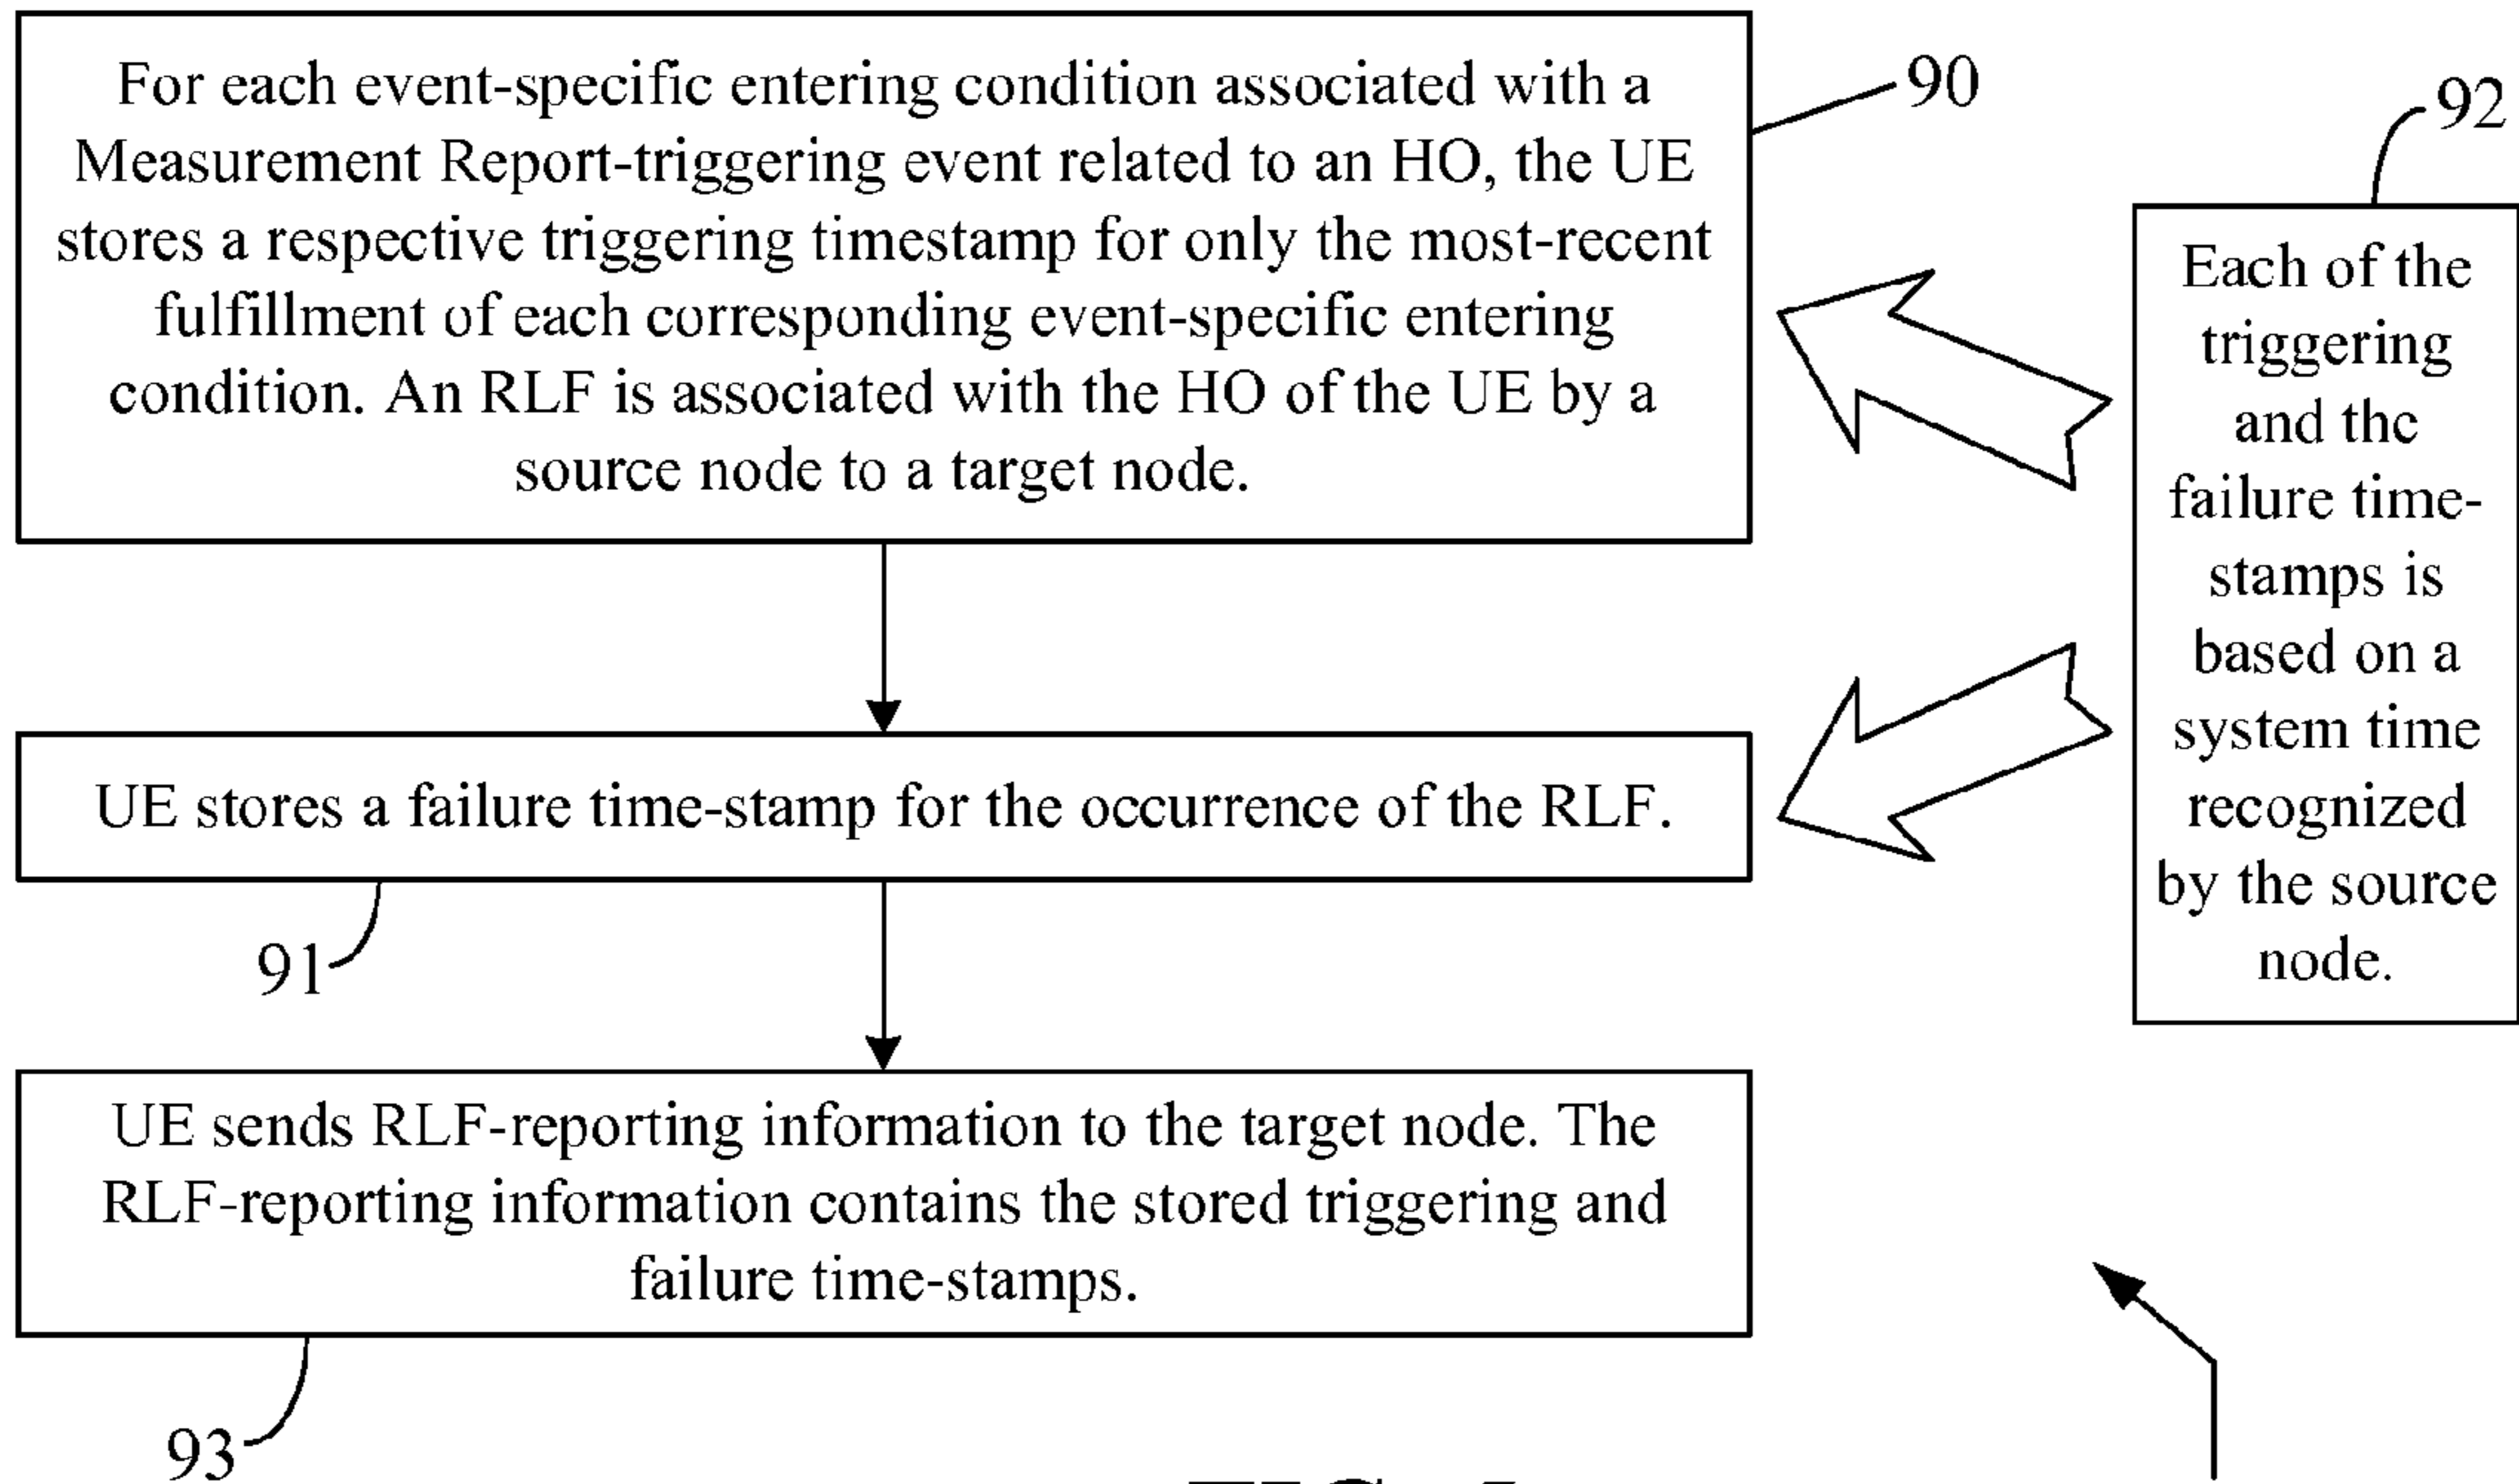 For each event-specific entering condition associated with a
Measurement Report-triggering event related to an HO, the UE
stores a respective triggering timestamp for only the most-recent
fulfillment of each corresponding event-specific entering
condition. An RLF is associated with the HO of the UE by a
source node to a target node.
90
92
Each of the
triggering
and the
failure time-
stamps is
based on a
system time
recognized
by the source
node.
UE stores a failure time-stamp for the occurrence of the RLF.
91
UE sends RLF-reporting information to the target node. The
RLF-reporting information contains the stored triggering and
failure time-stamps.
93